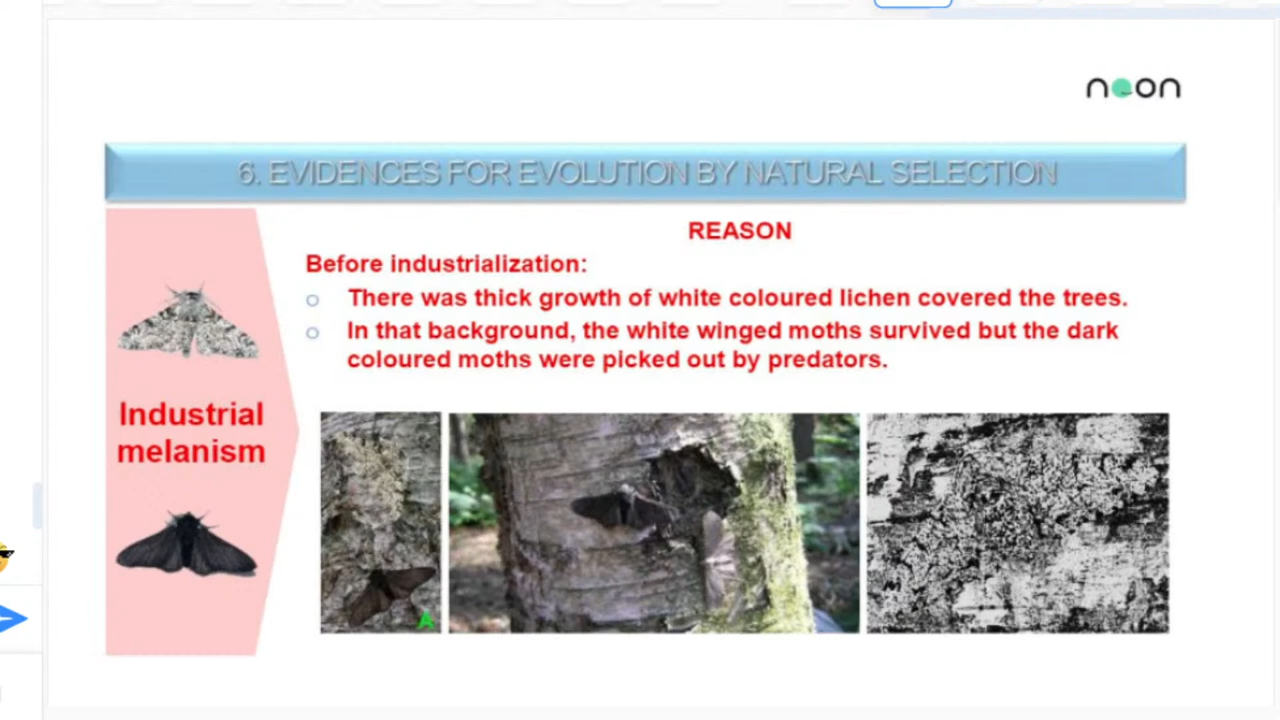 noon
6. EVIDENCES FOR EVOLUTION BY NATURAL SELECTION
REASON
Before industrialization:
There was thick growth of white coloured lichen covered the trees.
In that background, the white winged moths survived but the dark
coloured moths were picked out by predators.
Industrial
melanism
A